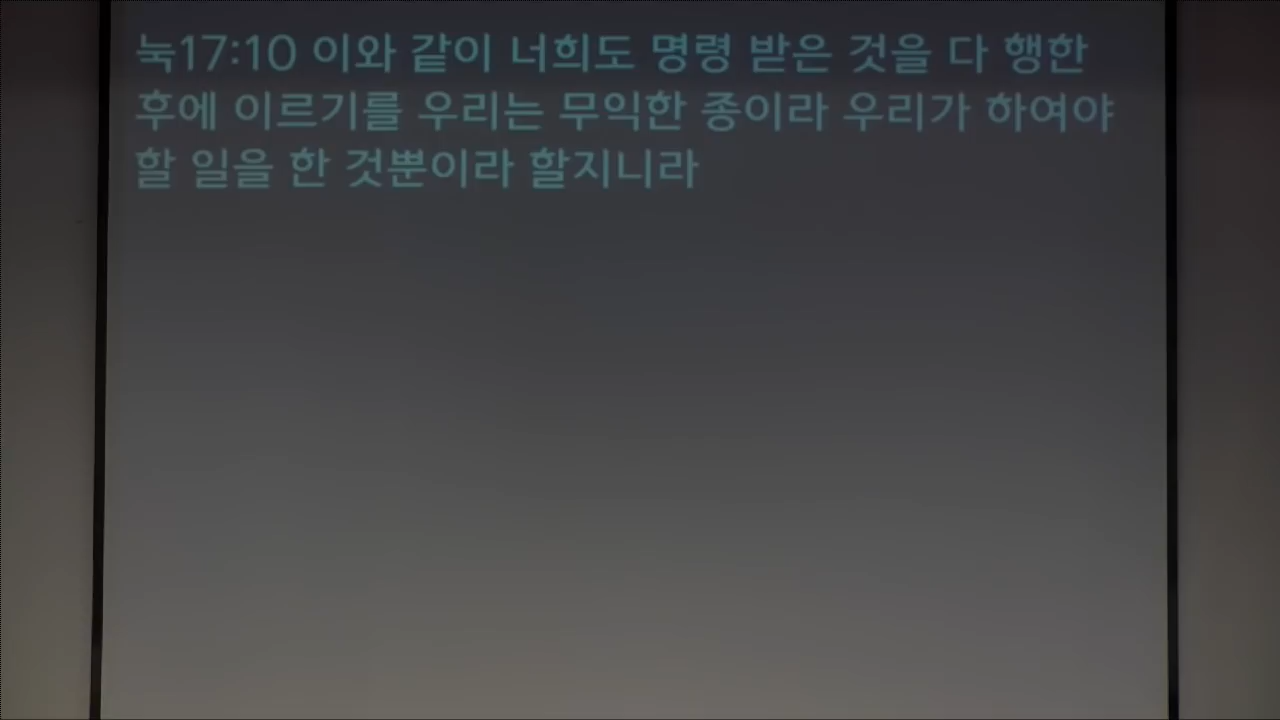 눅17:10 이와 같이 너희도 명령 받은 것을 다 행한
후에 이르기를 우리는 무익한 종이라 우리가 하여야
할 일을 한 것뿐이라 할지니라